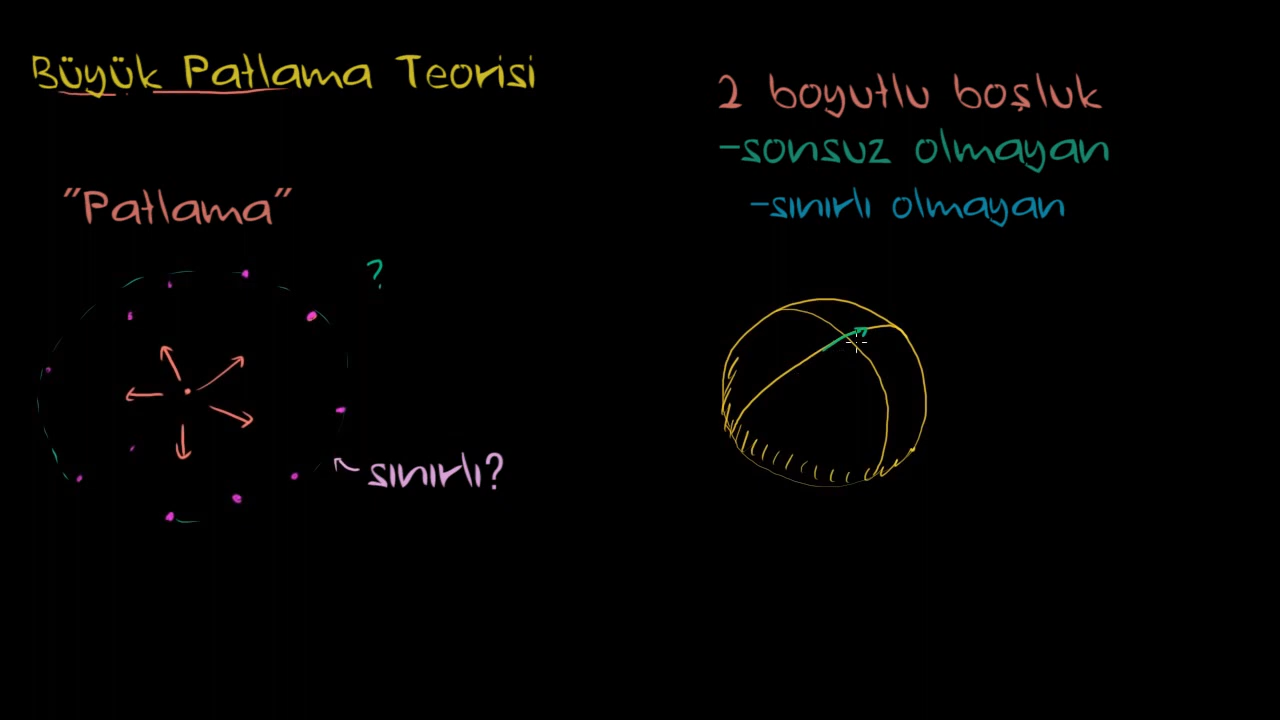 Büyük Patlama Teorisi
"Patlama"
?
sınırlı?
2 boyutlu boşluk
-sonsuz olmayan
-sınırlı olmayan